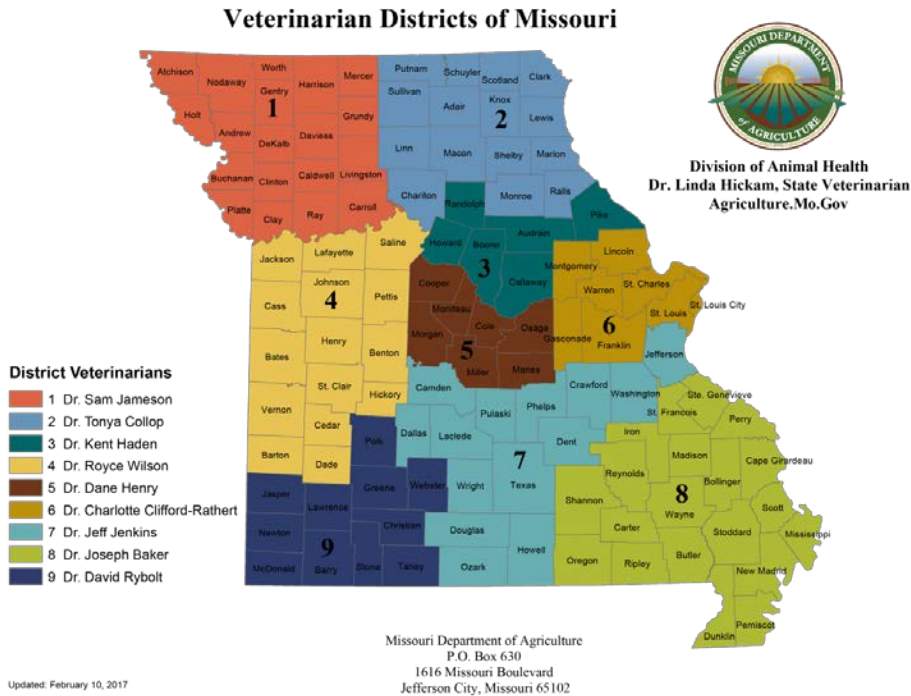 Veterinarian Districts of Missouri
MISSOURI DEPARTMENT
of AGRICULTURE
Division of Animal Health
Dr. Linda Hickam, State Veterinarian
Agriculture.Mo.Gov
Atchison
Nodaway
Worth
Gentry
Harrison
Mercer
1
Holt
Andrew
DeKalb
Daviess
Grundy
Buchanan
Clinton
Caldwell
Livingston
Platte
Clay
Ray
Carroll
Putnam
Schuyler
Scotland
Clark
Sullivan
Adair
Knox
2
Lewis
Linn
Macon
Shelby
Marion
Chariton
Monroe
Ralls
Randolph
Pike
Audrain
Howard
Boone
3
Callaway
Jackson
Lafayette
Saline
Johnson
4
Pettis
Cass
Henry
Benton
Bates
St. Clair
Hickory
Vernon
Cedar
Barton
Dade
Cooper
Moniteau
Cole
Osage
Morgan
5
Miller
Maries
Montgomery
Lincoln
Warren
St. Charles
St. Louis City
St. Louis
6
Gasconade
Franklin
Jefferson
Camden
Crawford
Washington
Pulaski
Phelps
Dallas
Laclede
Dent
7
Wright
Texas
Douglas
Howell
Ozark
Ste. Genevieve
St. Francois
Perry
Iron
Madison
Cape Girardeau
Reynolds
Bollinger
8
Shannon
Wayne
Scott
Carter
Stoddard
Mississippi
Oregon
Ripley
Butler
New Madrid
Pemiscot
Dunklin
Polk
Jasper
Greene
Webster
Lawrence
Newton
Christian
9
McDonald
Barry
Stone
Taney
District Veterinarians
1 Dr. Sam Jameson
2 Dr. Tonya Collop
3 Dr. Kent Haden
4 Dr. Royce Wilson
5 Dr. Dane Henry
6 Dr. Charlotte Clifford-Rathert
7 Dr. Jeff Jenkins
8 Dr. Joseph Baker
9 Dr. David Rybolt
Missouri Department of Agriculture
P.O. Box 630
1616 Missouri Boulevard
Jefferson City, Missouri 65102
Updated: February 10, 2017